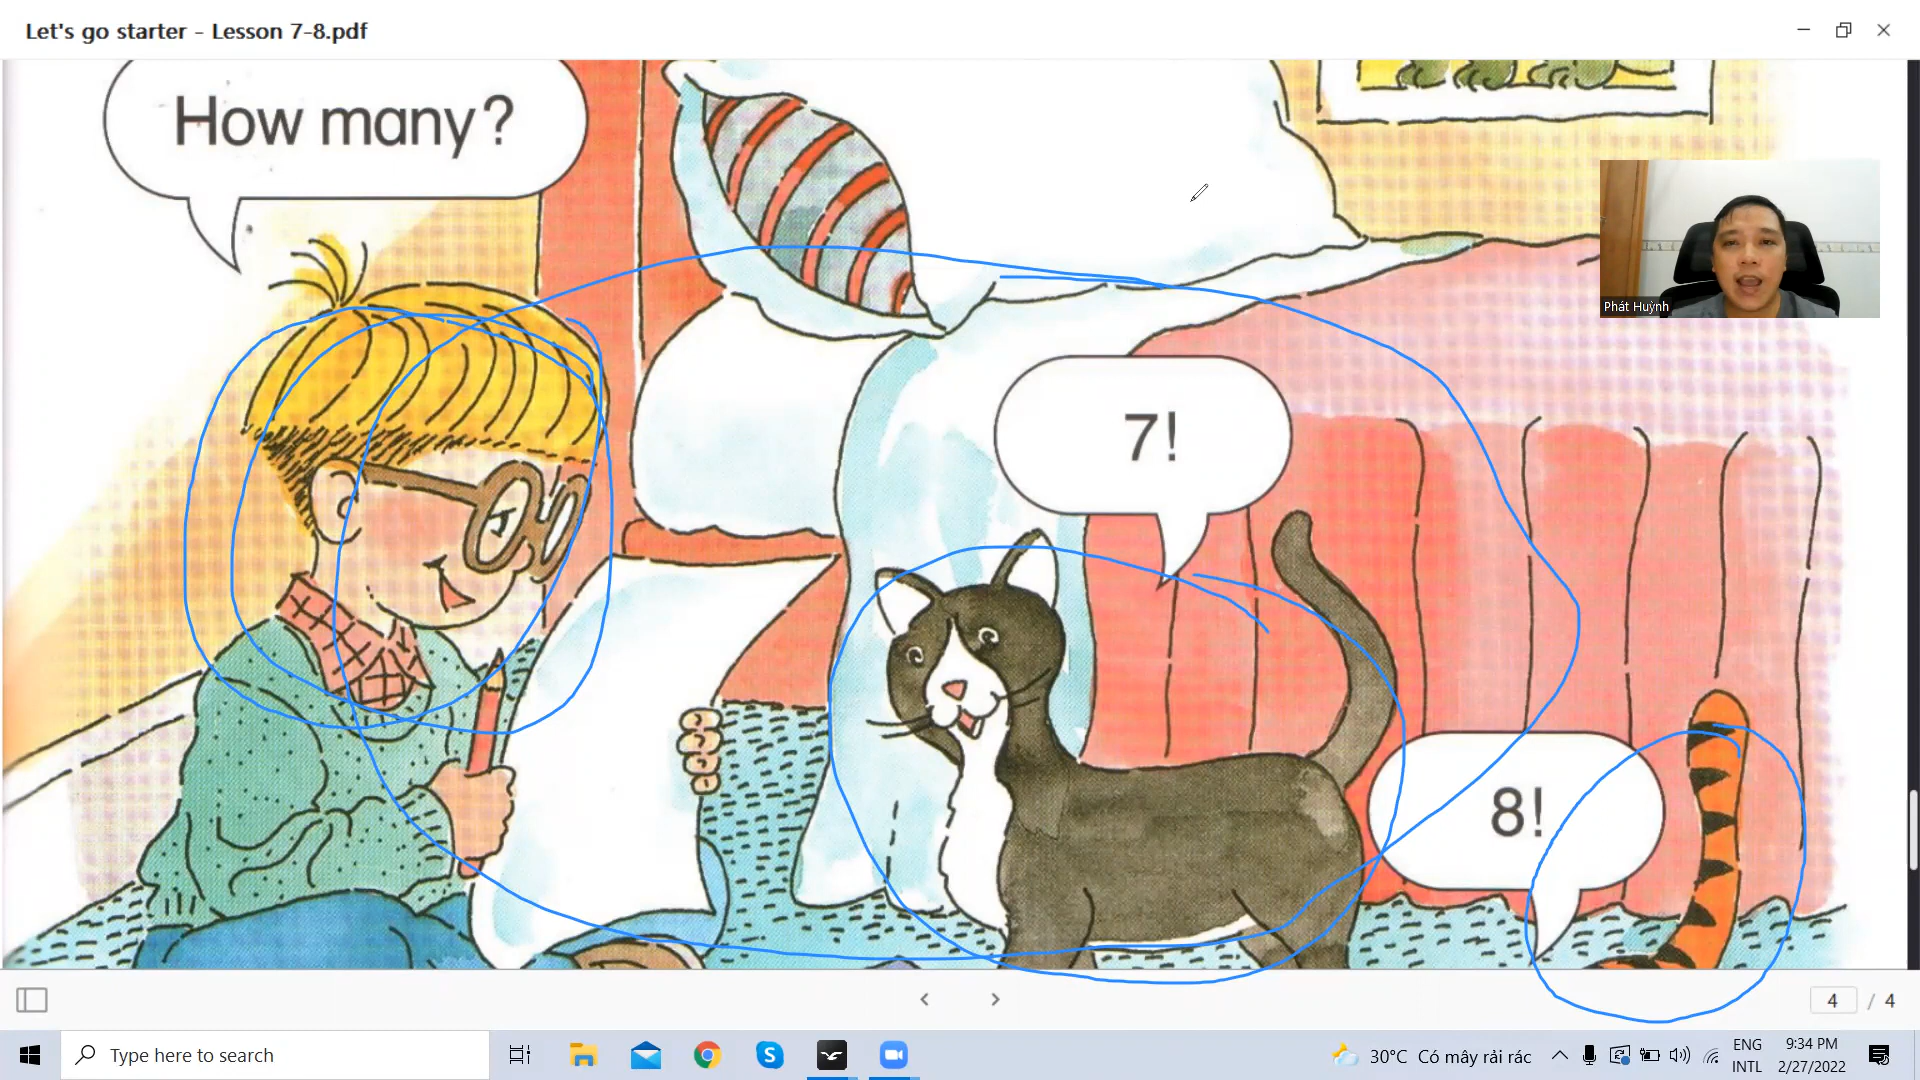 Let's go starter - Lesson 7-8.pdf
How many?
Phát Huỳnh
7!
8!
4 / 4
Type here to search
30°C Có mây rải rác
ENG
INTL
9:34 PM
2/27/2022